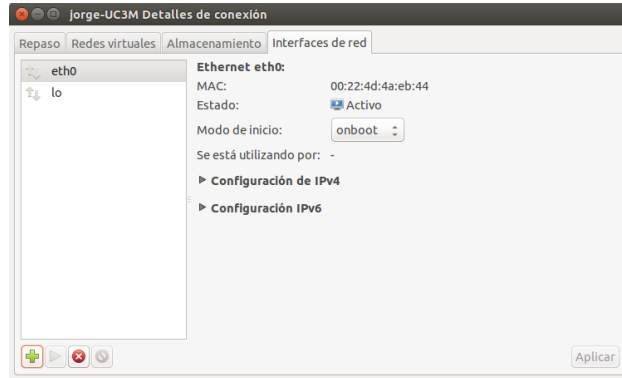 jorge-UC3M Detalles de conexión
Repaso Redes virtuales Almacenamiento Interfaces de red
eth0
lo
Ethernet eth0:
MAC: 00:22:4d:4a:eb:44
Estado: Activo
Modo de inicio: onboot
Se está utilizando por: -
Configuración de IPv4
Configuración IPv6
Aplicar